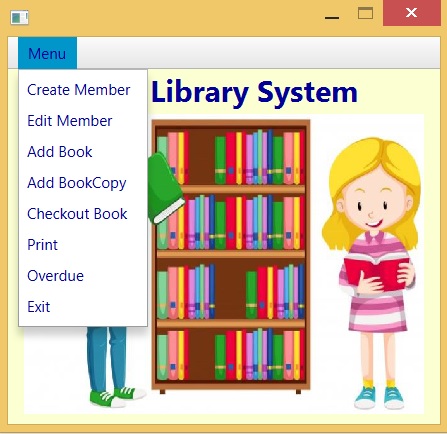 Menu
Library System
Create Member
Edit Member
Add Book
Add BookCopy
Checkout Book
Print
Overdue
Exit